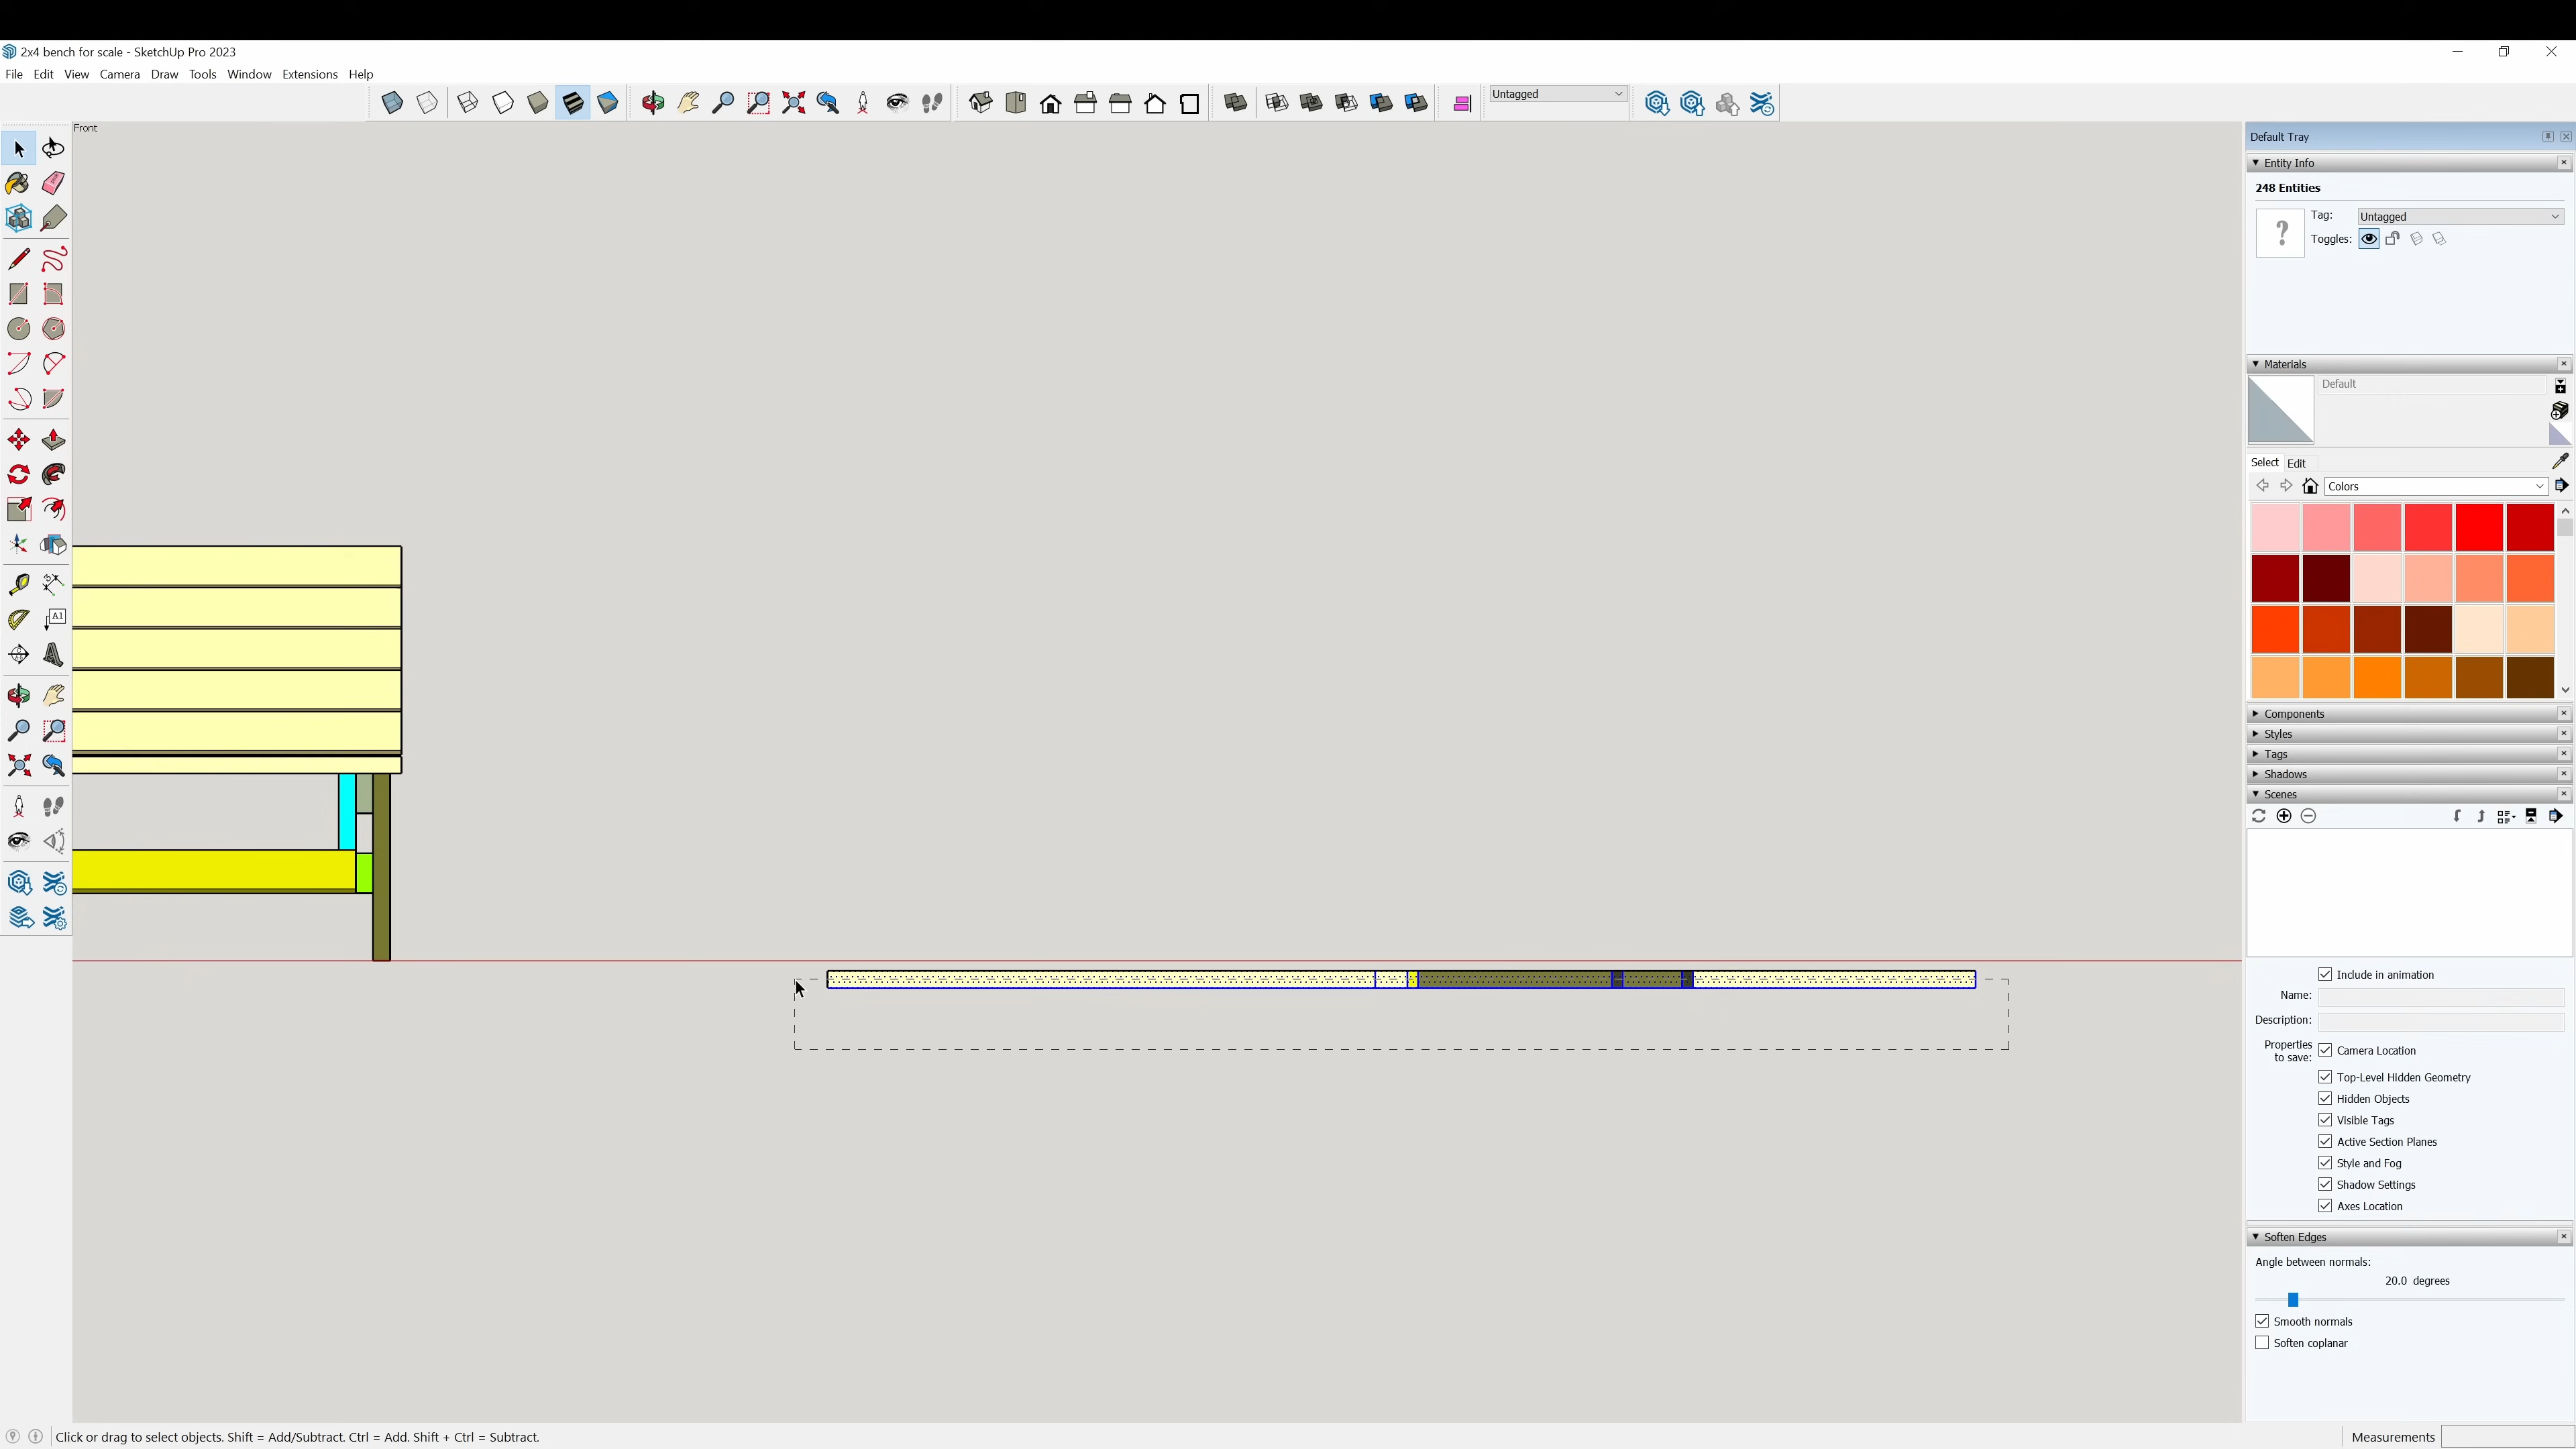 2x4 bench for scale - SketchUp Pro 2023
File Edit View Camera Draw Tools Window Extensions Help
Untagged
Front
Default Tray
Entity Info
248 Entities
Tag: Untagged
?
Toggles:
Materials
Default
Select Edit
Colors
A1
Components
Styles
Tags
Shadows
Scenes
Include in animation
Name:
Description:
Properties
to save:
Camera Location
Top-Level Hidden Geometry
Hidden Objects
Visible Tags
Active Section Planes
Style and Fog
Shadow Settings
Axes Location
Soften Edges
Angle between normals:
20.0 degrees
Smooth normals
Soften coplanar
Click or drag to select objects. Shift = Add/Subtract. Ctrl = Add. Shift + Ctrl = Subtract.
Measurements